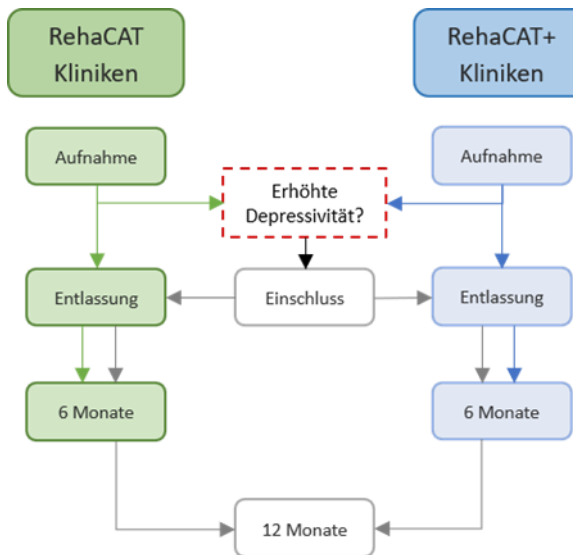 RehaCAT
Kliniken
RehaCAT+
Kliniken
Aufnahme
Aufnahme
Erhöhte
Depressivität?
Entlassung
Einschluss
Entlassung
6 Monate
6 Monate
12 Monate